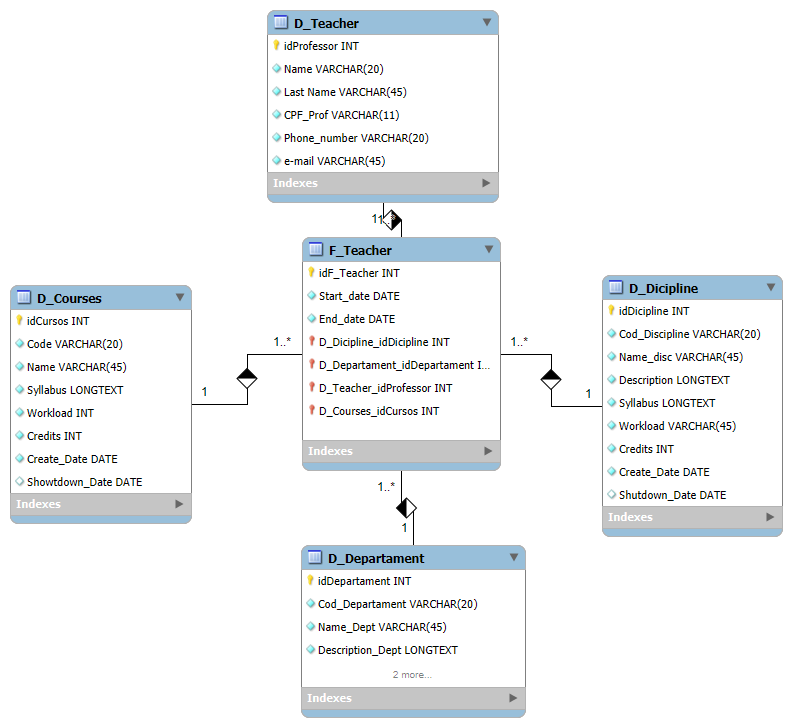 D_Teacher
idProfessor INT
Name VARCHAR(20)
Last Name VARCHAR(45)
CPF_Prof VARCHAR(11)
Phone_number VARCHAR(20)
e-mail VARCHAR(45)
Indexes
1
1..*
F_Teacher
idF_Teacher INT
Start_date DATE
End_date DATE
D_Dicipline_idDicipline INT
D_Departament_idDepartament I...
D_Teacher_idProfessor INT
D_Courses_idCursos INT
Indexes
D_Courses
idCursos INT
Code VARCHAR(20)
Name VARCHAR(45)
Syllabus LONGTEXT
Workload INT
Credits INT
Create_Date DATE
Showtdown_Date DATE
Indexes
1..*
1
D_Dicipline
idDicipline INT
Cod_Discipline VARCHAR(20)
Name_disc VARCHAR(45)
Description LONGTEXT
Syllabus LONGTEXT
Workload VARCHAR(45)
Credits INT
Create_Date DATE
Shutdown_Date DATE
Indexes
1..*
1
1..*
1
D_Departament
idDepartament INT
Cod_Departament VARCHAR(20)
Name_Dept VARCHAR(45)
Description_Dept LONGTEXT
2 more...
Indexes